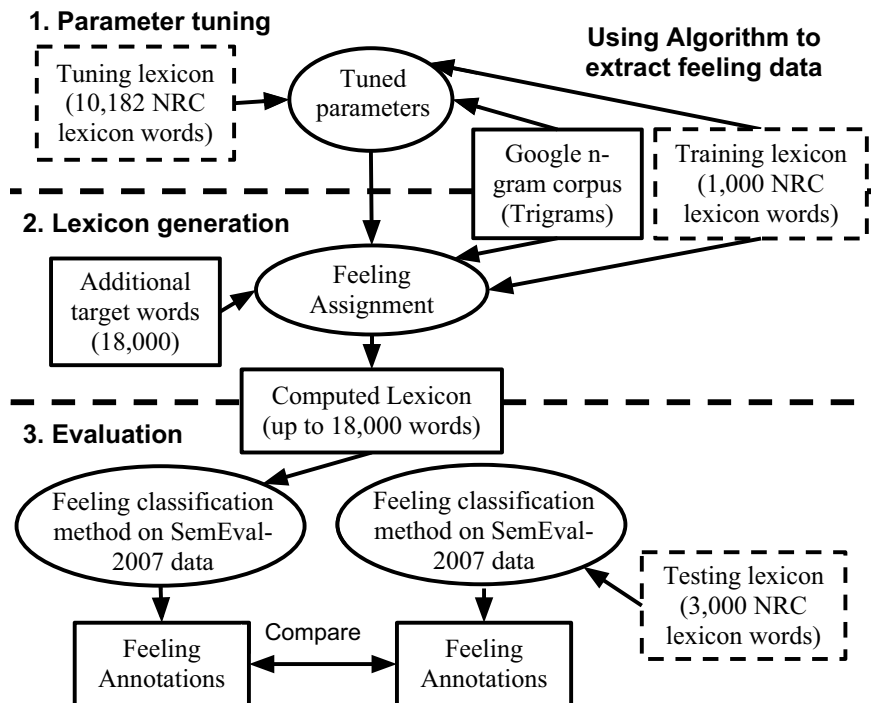 1. Parameter tuning
Using Algorithm to
extract feeling data
Tuning lexicon
(10,182 NRC
lexicon words)
Tuned
parameters
Google n-
gram corpus
(Trigrams)
Training lexicon
(1,000 NRC
lexicon words)
2. Lexicon generation
Additional
target words
(18,000)
Feeling
Assignment
Computed Lexicon
(up to 18,000 words)
3. Evaluation
Feeling classification
method on SemEval-
2007 data
Feeling classification
method on SemEval-
2007 data
Testing lexicon
(3,000 NRC
lexicon words)
Feeling
Annotations
Compare
Feeling
Annotations